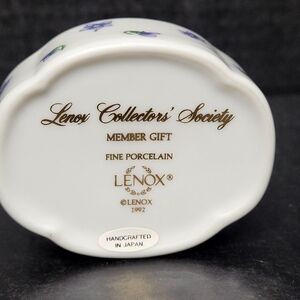 Lenox Collectors' Society
MEMBER GIFT
FINE PORCELAIN
LENOX®
©LENOX
1992
HANDCRAFTED
IN JAPAN